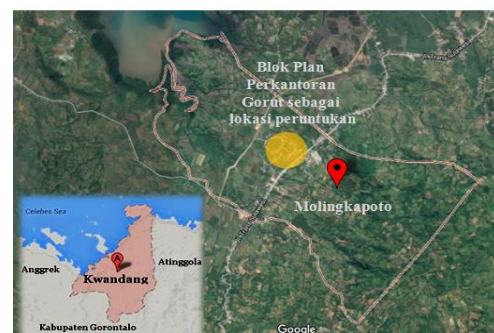 Blok Plan
Perkantoran
Gorut sebagai
lokasi peruntukan
Molingkapoto
Celebes Sea
A
Atinggola
Anggrek
Kwandang
Kabupaten Gorontalo
Google